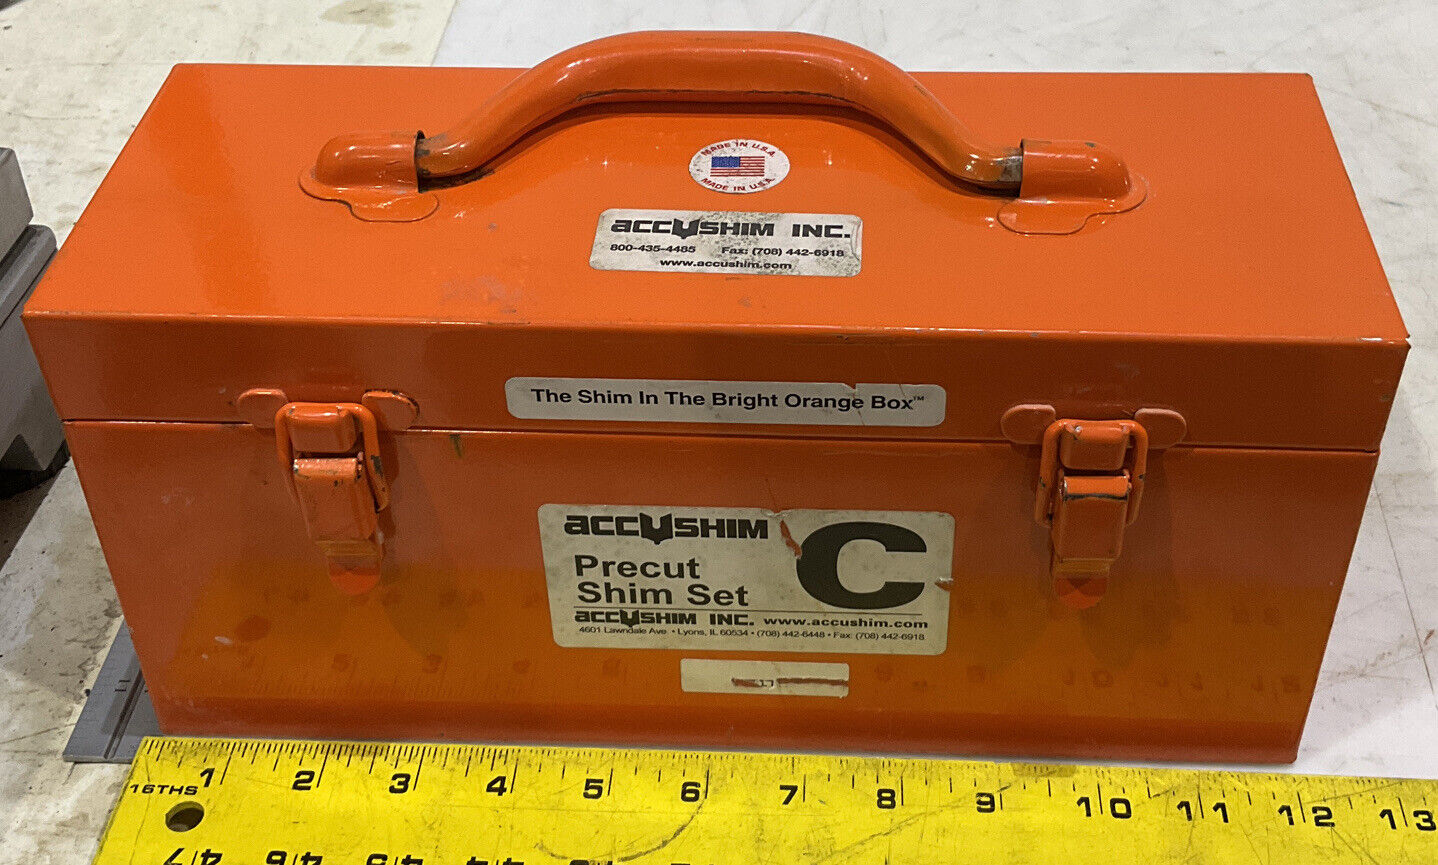 MADE IN U.S.A.
MADE IN U.S.A.
ACCUSHIM INC.
800-435-4485 Fax: (708) 442-6918
www.accushim.com
The Shim In The Bright Orange Box™
ACCUSHIM C
Precut
Shim Set
ACCUSHIM INC. www.accushim.com
4601 Lawndale Ave • Lyons, IL 60534 • (708) 442-6448 • Fax: (708) 442-6918
1 2 3 4 5 6 7 8 9 10 11 12 13
16THS